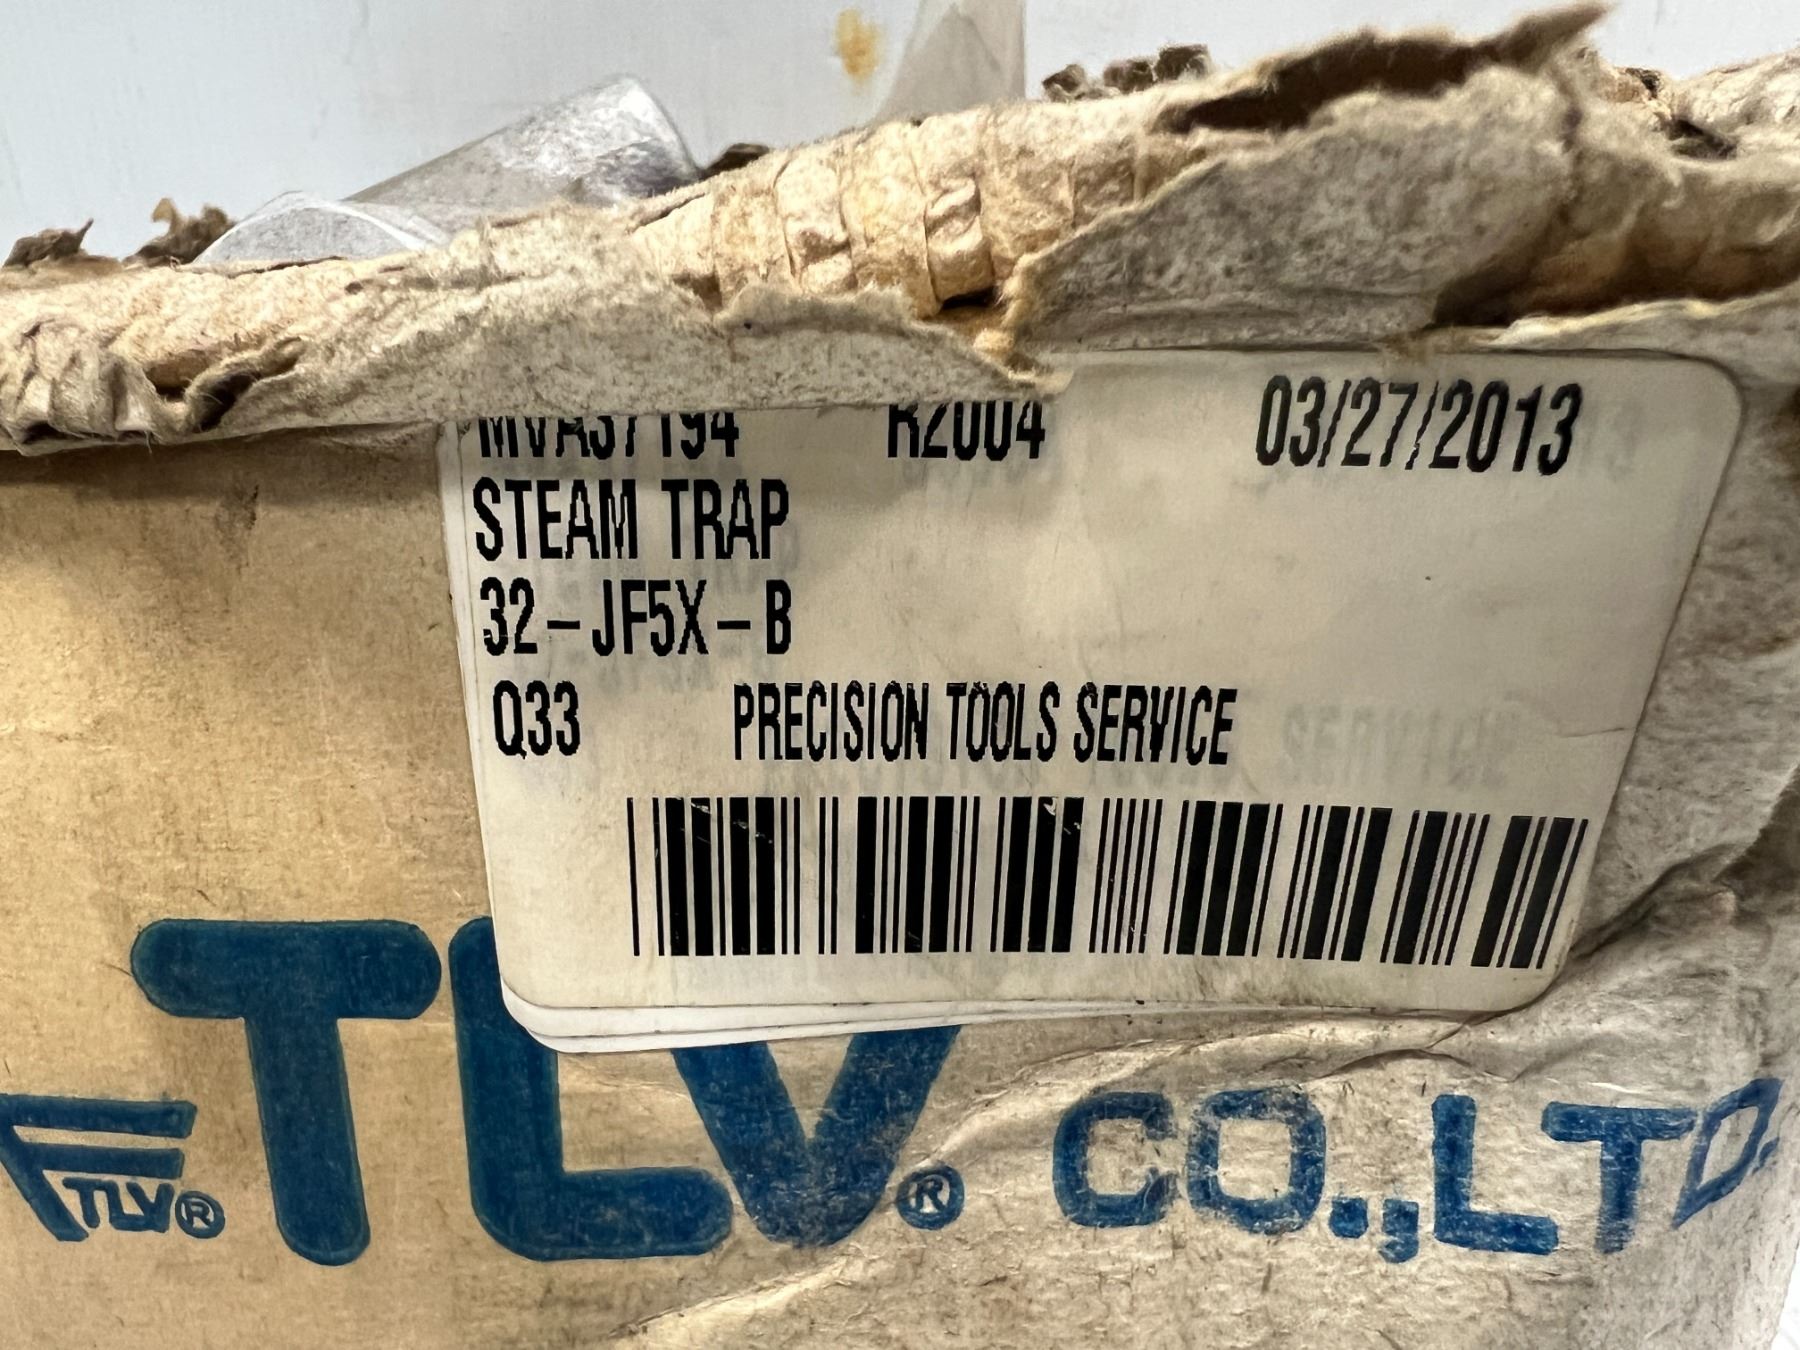 MVA37194 R2004 03/27/2013
STEAM TRAP
32-JF5X-B
Q33 PRECISION TOOLS SERVICE
TLV® TLV® CO.,LTD.